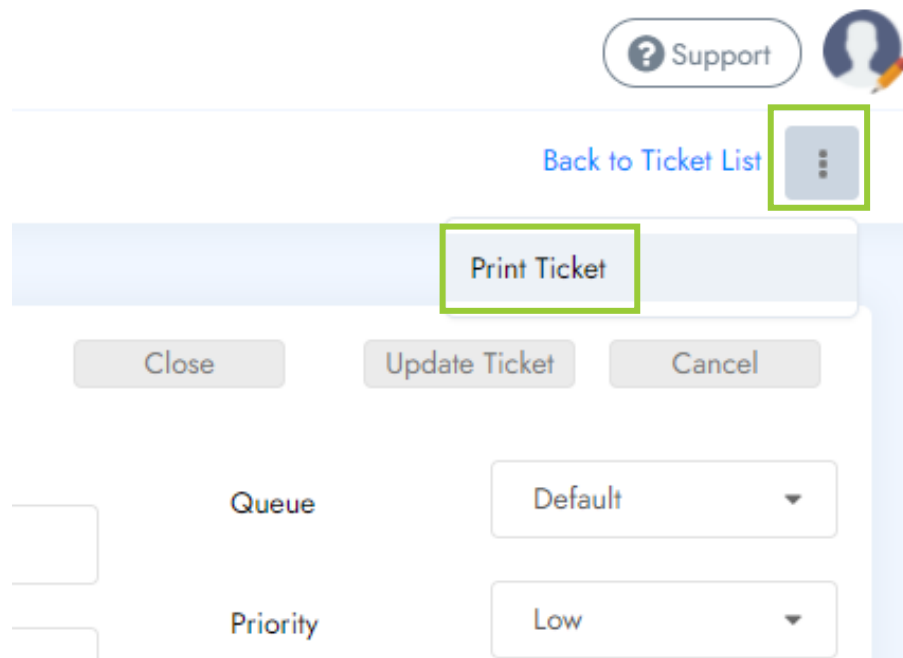 Support
Back to Ticket List
Print Ticket
Close Update Ticket Cancel
Queue Default
Priority Low